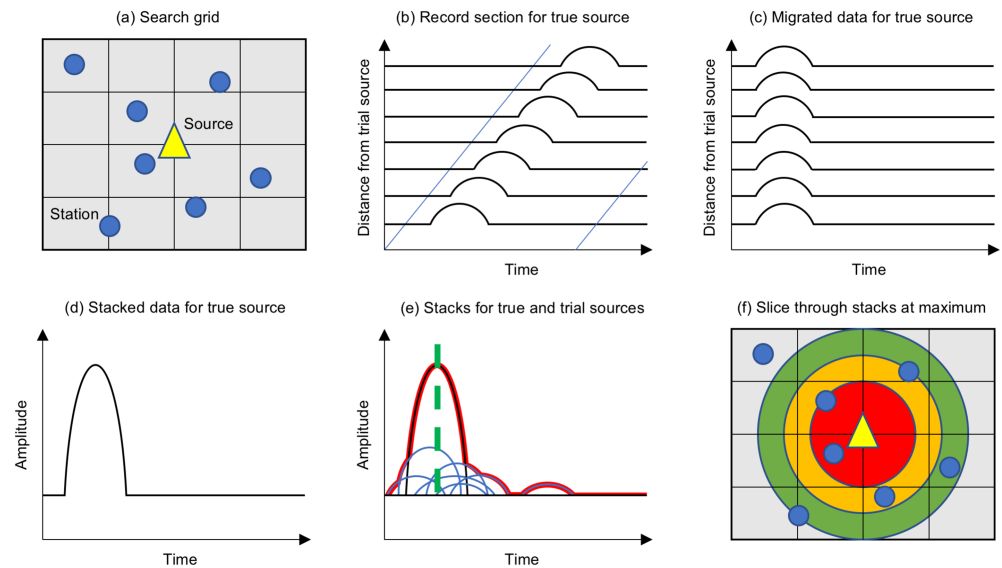 (a) Search grid
Source
Station
(b) Record section for true source
Distance from trial source
Time
(c) Migrated data for true source
Distance from trial source
Time
(d) Stacked data for true source
Amplitude
Time
(e) Stacks for true and trial sources
Amplitude
Time
(f) Slice through stacks at maximum